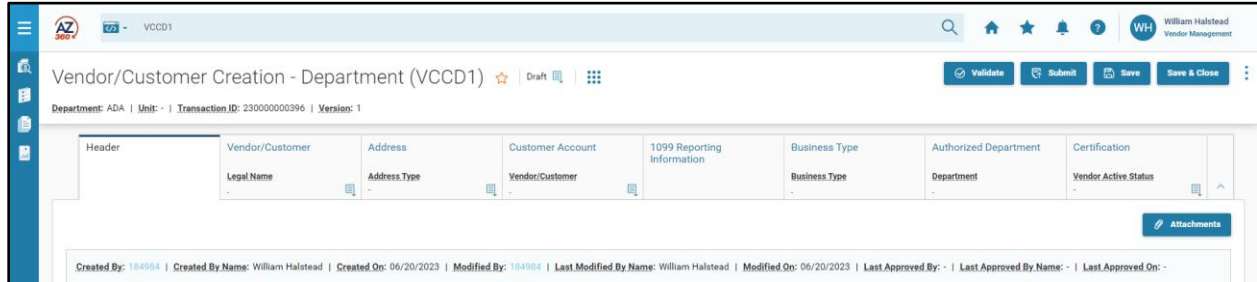 AZ
360
VCCD1
WH
William Halstead
Vendor Management
Vendor/Customer Creation - Department (VCCD1)
Draft
Validate
Submit
Save
Save & Close
Department: ADA | Unit: - | Transaction ID: 230000000396 | Version: 1
Header
Vendor/Customer
Address
Customer Account
1099 Reporting
Information
Business Type
Authorized Department
Certification
Legal Name
Address Type
Vendor/Customer
Business Type
Department
Vendor Active Status
- - - - - -
Attachments
Created By: 184984 | Created By Name: William Halstead | Created On: 06/20/2023 | Modified By: 184984 | Last Modified By Name: William Halstead | Modified On: 06/20/2023 | Last Approved By: - | Last Approved By Name: - | Last Approved On: -